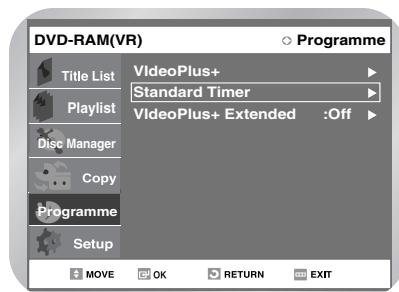 DVD-RAM(VR) Programme
Title List
Playlist
Disc Manager
Copy
Programme
Setup
VIdeoPlus+
Standard Timer
VIdeoPlus+ Extended :Off
MOVE OK RETURN EXIT